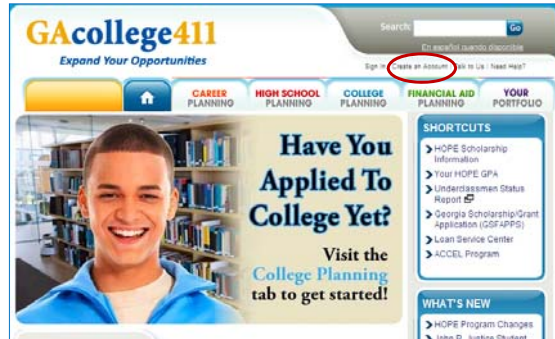 GAcollege411
Expand Your Opportunities
Search:
Go
En español cuando disponible
Sign In | Create an Account | Talk to Us | Need Help?
CAREER PLANNING
HIGH SCHOOL PLANNING
COLLEGE PLANNING
FINANCIAL AID PLANNING
YOUR PORTFOLIO
Have You
Applied To
College Yet?
Visit the
College Planning
tab to get started!
SHORTCUTS
HOPE Scholarship
Information
Your HOPE GPA
Underclassmen Status
Report
Georgia Scholarship/Grant
Application (GSFAPPS)
Loan Service Center
ACCEL Program
WHAT'S NEW
HOPE Program Changes
John R. Justice Student